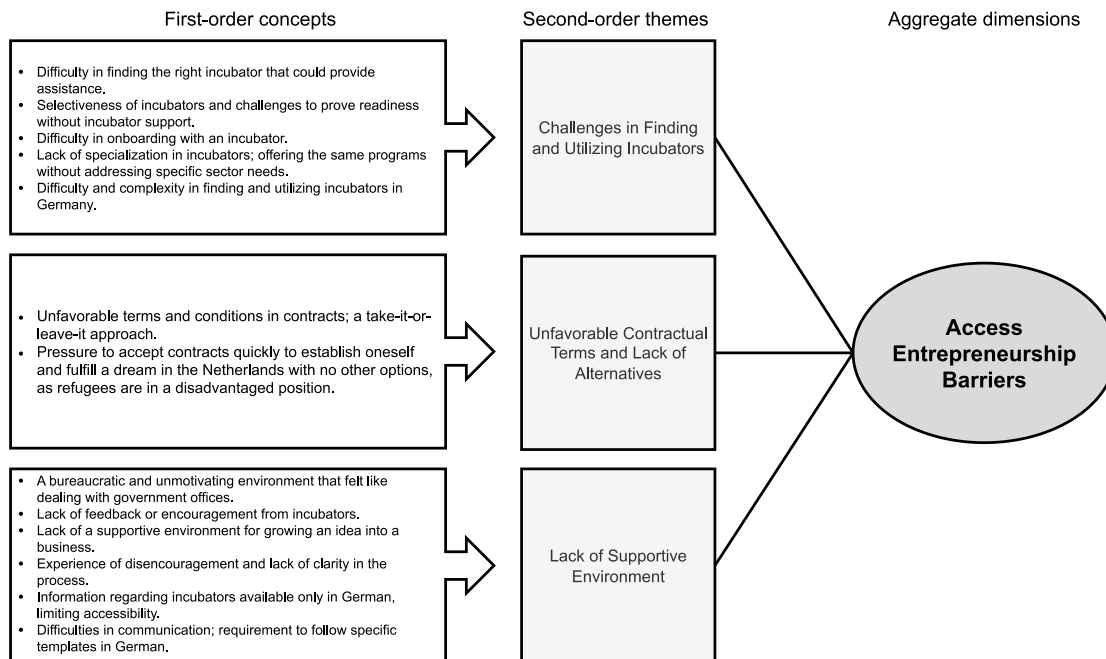 First-order concepts
Second-order themes
Aggregate dimensions
• Difficulty in finding the right incubator that could provide
assistance.
• Selectiveness of incubators and challenges to prove readiness
without incubator support.
• Difficulty in onboarding with an incubator.
• Lack of specialization in incubators; offering the same programs
without addressing specific sector needs.
• Difficulty and complexity in finding and utilizing incubators in
Germany.
Challenges in Finding
and Utilizing Incubators
• Unfavorable terms and conditions in contracts; a take-it-or-
leave-it approach.
• Pressure to accept contracts quickly to establish oneself
and fulfill a dream in the Netherlands with no other options,
as refugees are in a disadvantaged position.
Unfavorable Contractual
Terms and Lack of
Alternatives
Access
Entrepreneurship
Barriers
• A bureaucratic and unmotivating environment that felt like
dealing with government offices.
• Lack of feedback or encouragement from incubators.
• Lack of a supportive environment for growing an idea into a
business.
• Experience of disencouragement and lack of clarity in the
process.
• Information regarding incubators available only in German,
limiting accessibility.
• Difficulties in communication; requirement to follow specific
templates in German.
Lack of Supportive
Environment